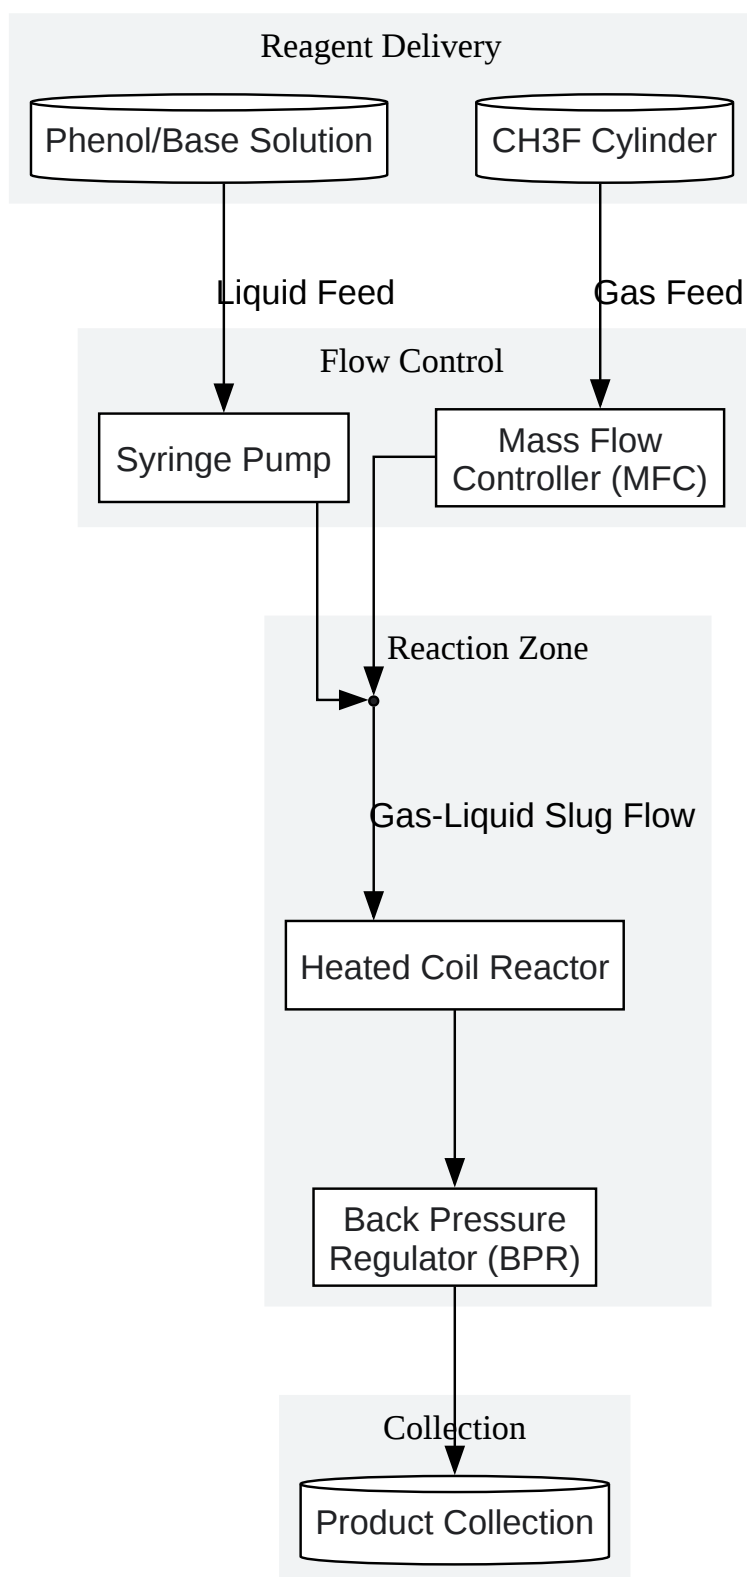 Reagent Delivery
Phenol/Base Solution
CH3F Cylinder
Liquid Feed
Gas Feed
Flow Control
Syringe Pump
Mass Flow
Controller (MFC)
Reaction Zone
Gas-Liquid Slug Flow
Heated Coil Reactor
Back Pressure
Regulator (BPR)
Collection
Product Collection